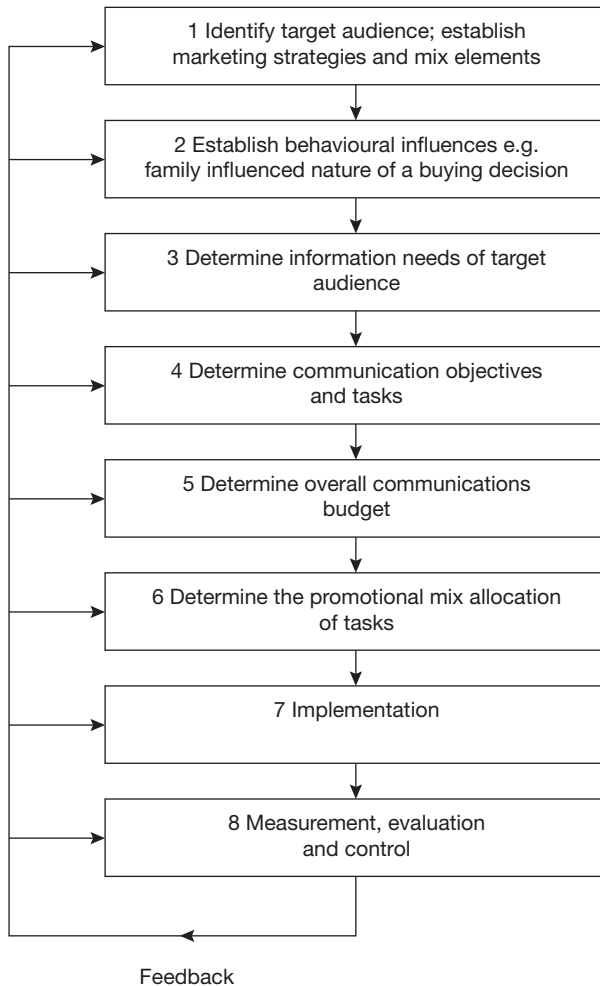 1 Identify target audience; establish
marketing strategies and mix elements
2 Establish behavioural influences e.g.
family influenced nature of a buying decision
3 Determine information needs of target
audience
4 Determine communication objectives
and tasks
5 Determine overall communications
budget
6 Determine the promotional mix allocation
of tasks
7 Implementation
8 Measurement, evaluation
and control
Feedback